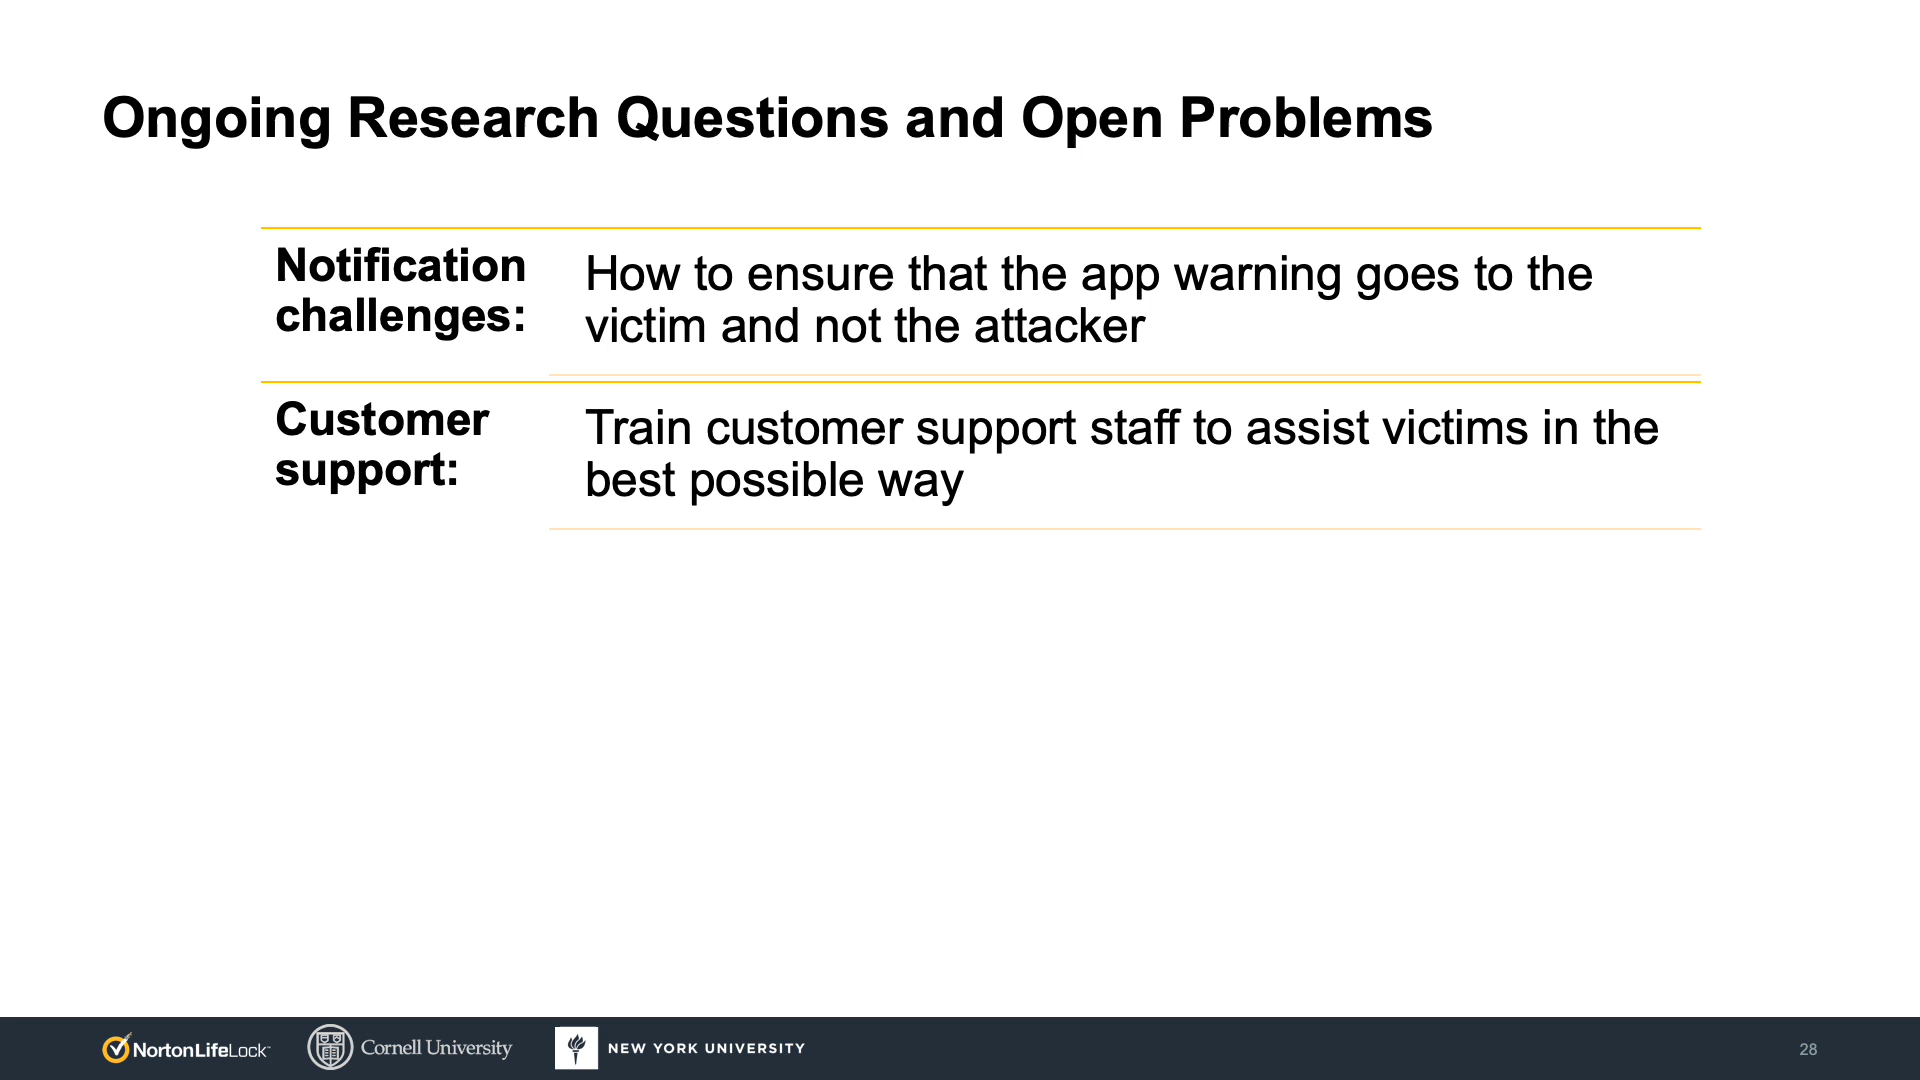 Ongoing Research Questions and Open Problems
Notification
challenges:
How to ensure that the app warning goes to the
victim and not the attacker
Customer
support:
Train customer support staff to assist victims in the
best possible way
NortonLifeLock
Cornell University
NEW YORK UNIVERSITY
28